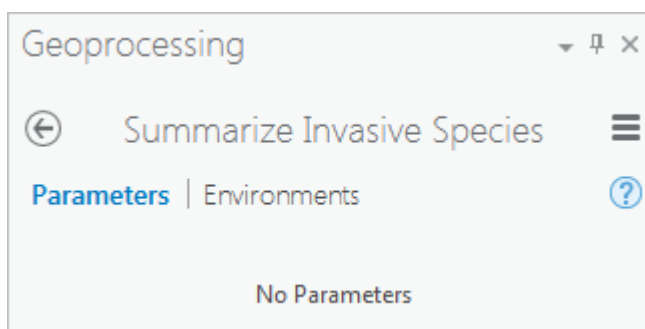 Geoprocessing
Summarize Invasive Species
Parameters | Environments
?
No Parameters